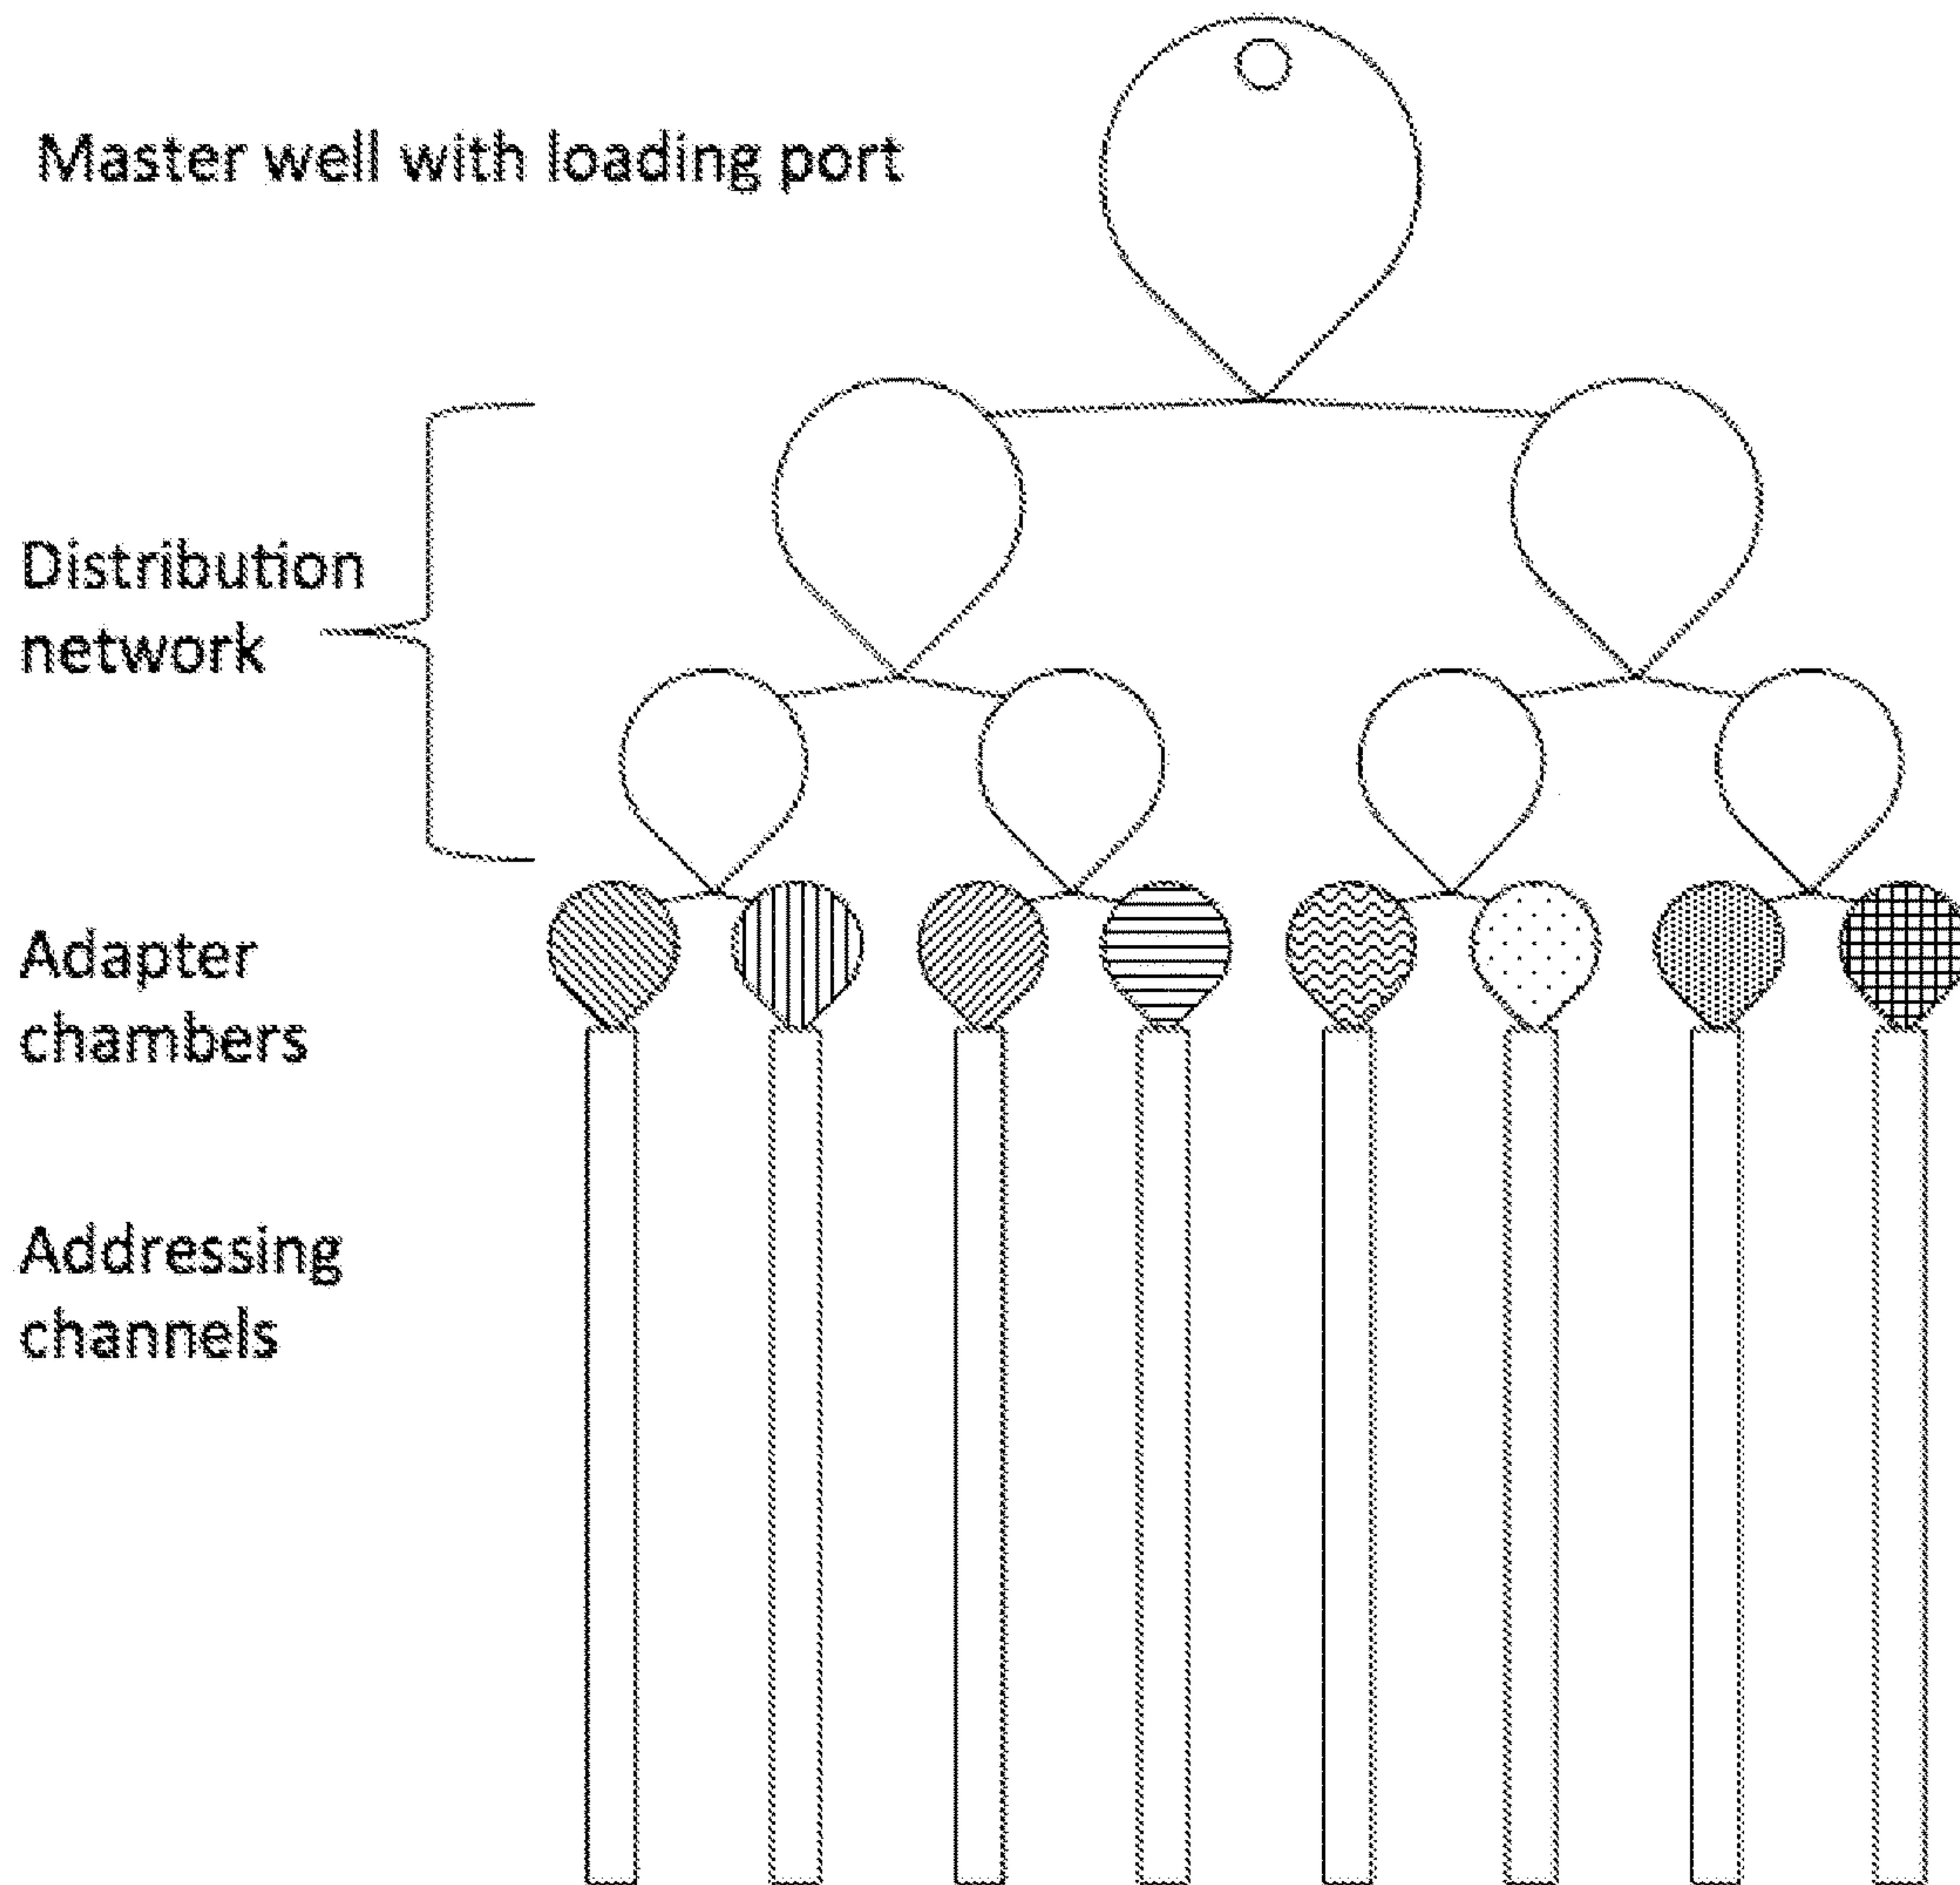 Master well with loading port
Distribution
network
Adapter
chambers
Addressing
channels